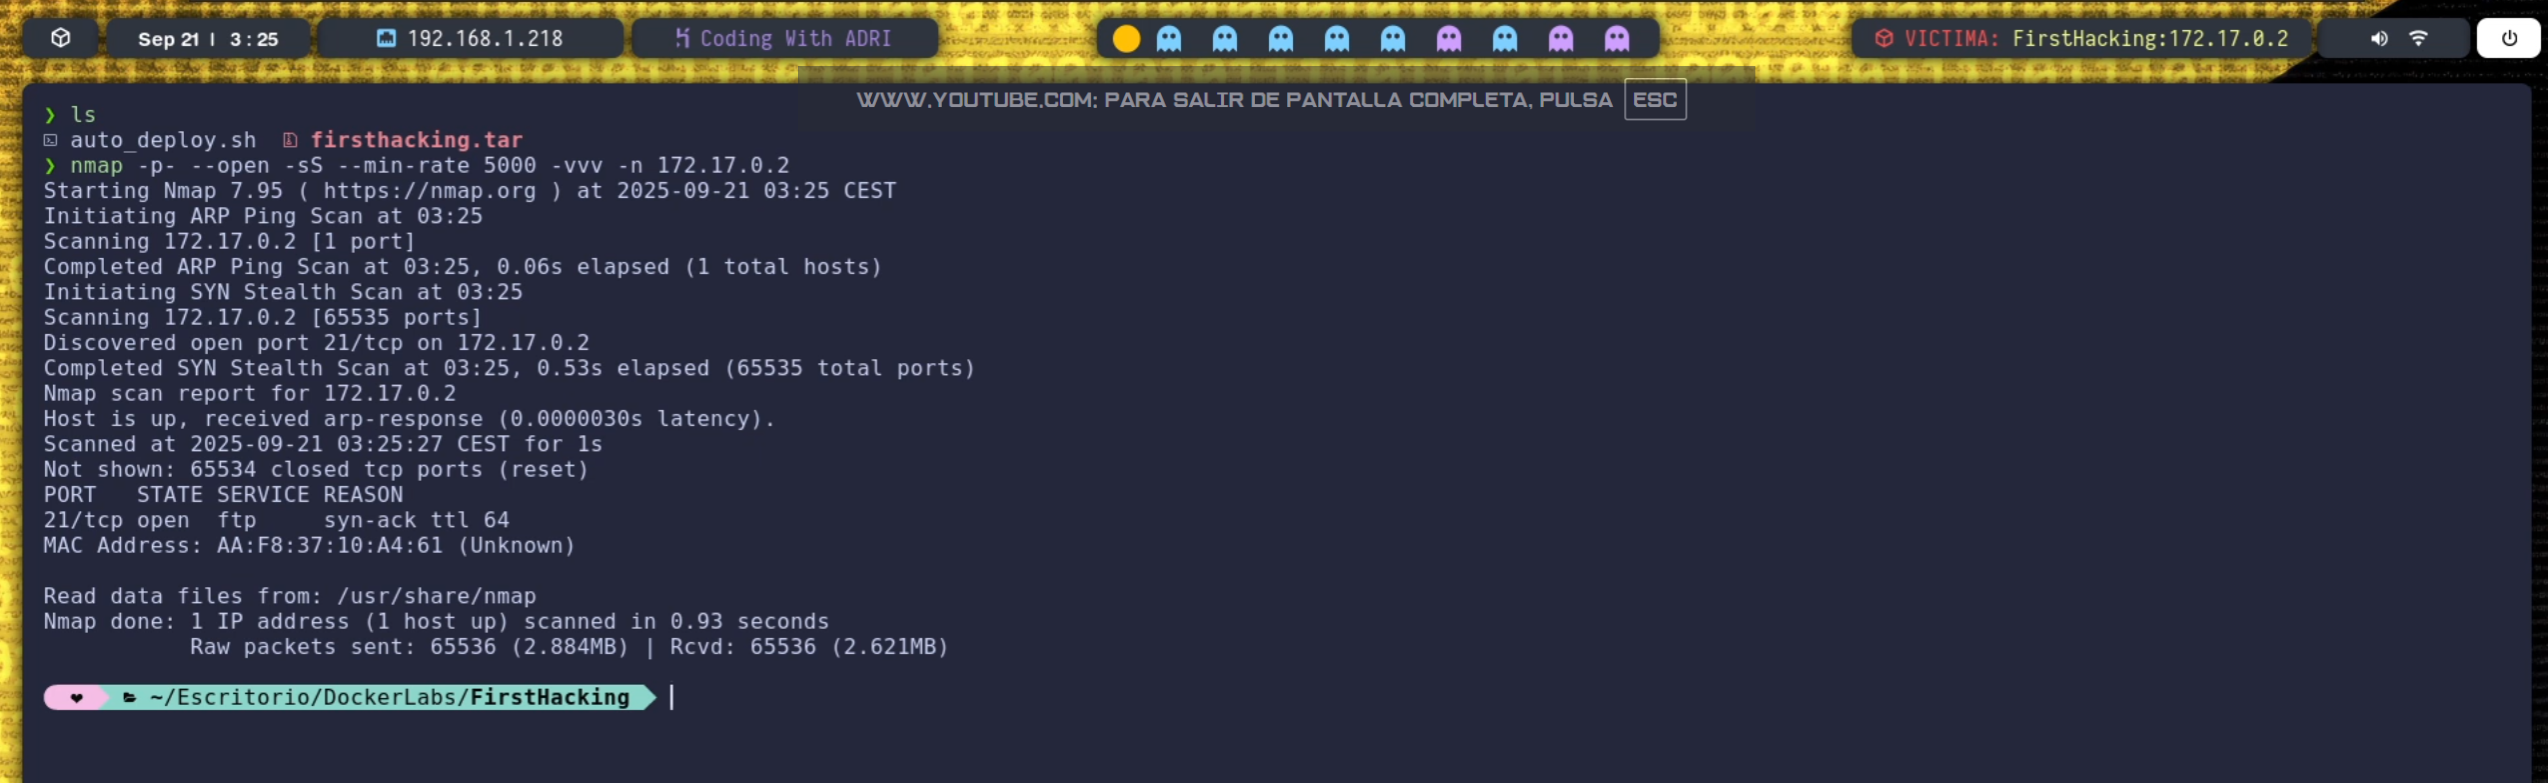 Sep 21 | 3:25
192.168.1.218
Coding With ADRI
VICTIMA: FirstHacking:172.17.0.2
WWW.YOUTUBE.COM: PARA SALIR DE PANTALLA COMPLETA, PULSA ESC
❯ ls
auto_deploy.sh firsthacking.tar
❯ nmap -p- --open -sS --min-rate 5000 -vvv -n 172.17.0.2
Starting Nmap 7.95 ( https://nmap.org ) at 2025-09-21 03:25 CEST
Initiating ARP Ping Scan at 03:25
Scanning 172.17.0.2 [1 port]
Completed ARP Ping Scan at 03:25, 0.06s elapsed (1 total hosts)
Initiating SYN Stealth Scan at 03:25
Scanning 172.17.0.2 [65535 ports]
Discovered open port 21/tcp on 172.17.0.2
Completed SYN Stealth Scan at 03:25, 0.53s elapsed (65535 total ports)
Nmap scan report for 172.17.0.2
Host is up, received arp-response (0.0000030s latency).
Scanned at 2025-09-21 03:25:27 CEST for 1s
Not shown: 65534 closed tcp ports (reset)
PORT   STATE SERVICE REASON
21/tcp open  ftp     syn-ack ttl 64
MAC Address: AA:F8:37:10:A4:61 (Unknown)
Read data files from: /usr/share/nmap
Nmap done: 1 IP address (1 host up) scanned in 0.93 seconds
Raw packets sent: 65536 (2.884MB) | Rcvd: 65536 (2.621MB)
~/Escritorio/DockerLabs/FirstHacking